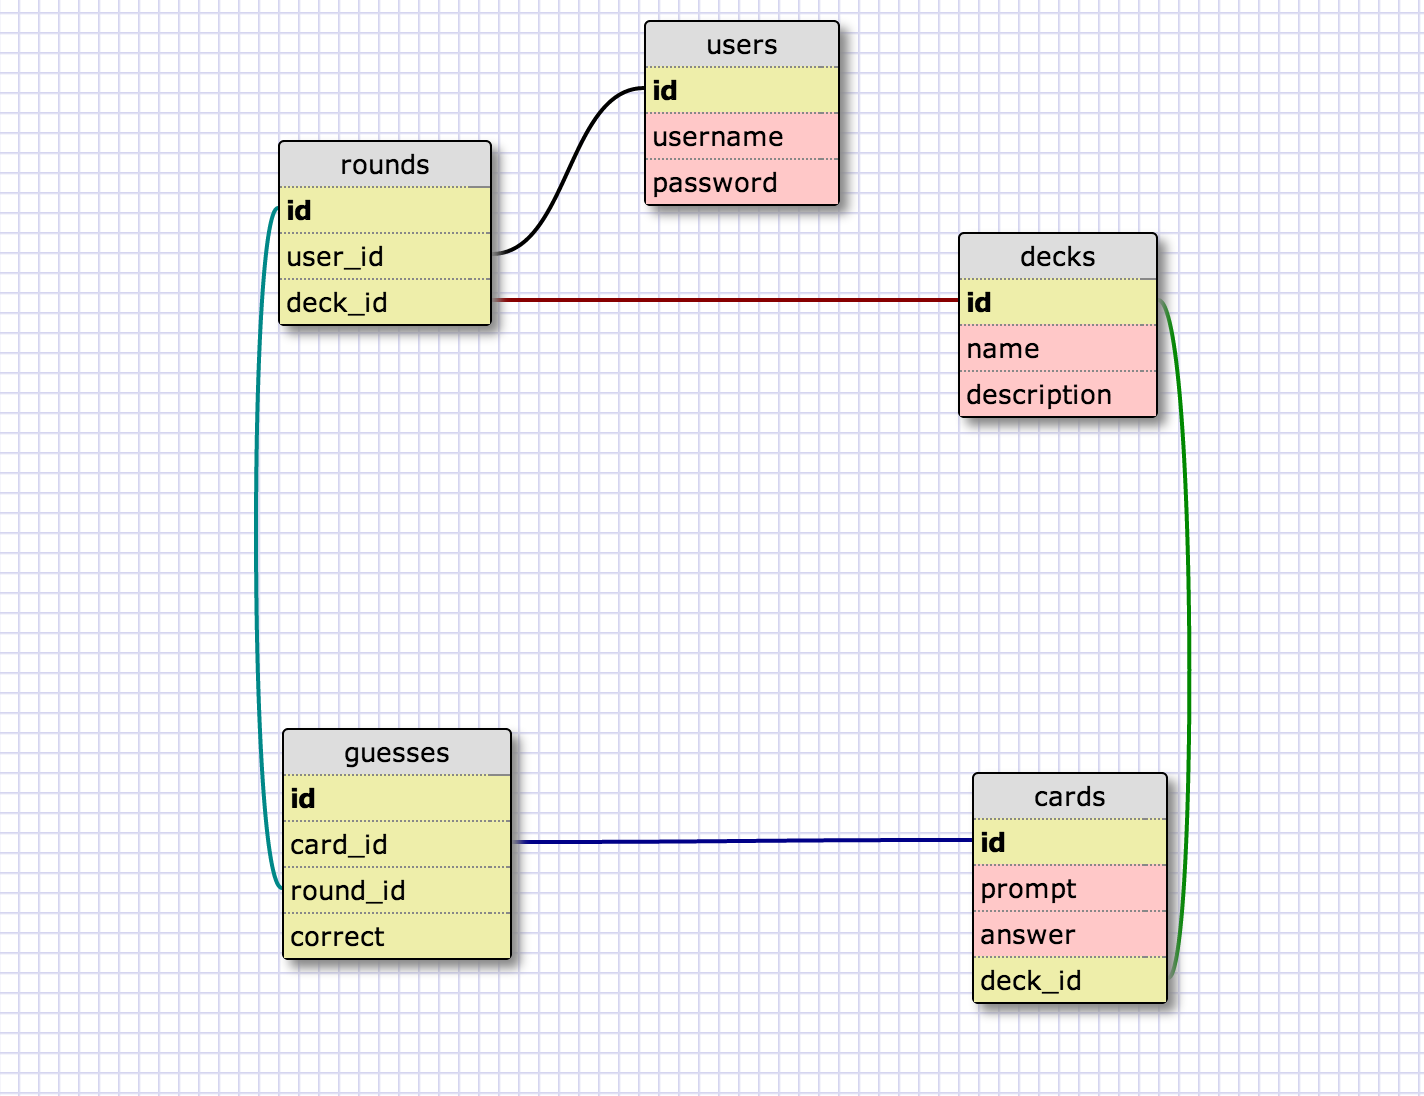 users
id
username
password
rounds
id
user_id
deck_id
decks
id
name
description
guesses
id
card_id
round_id
correct
cards
id
prompt
answer
deck_id